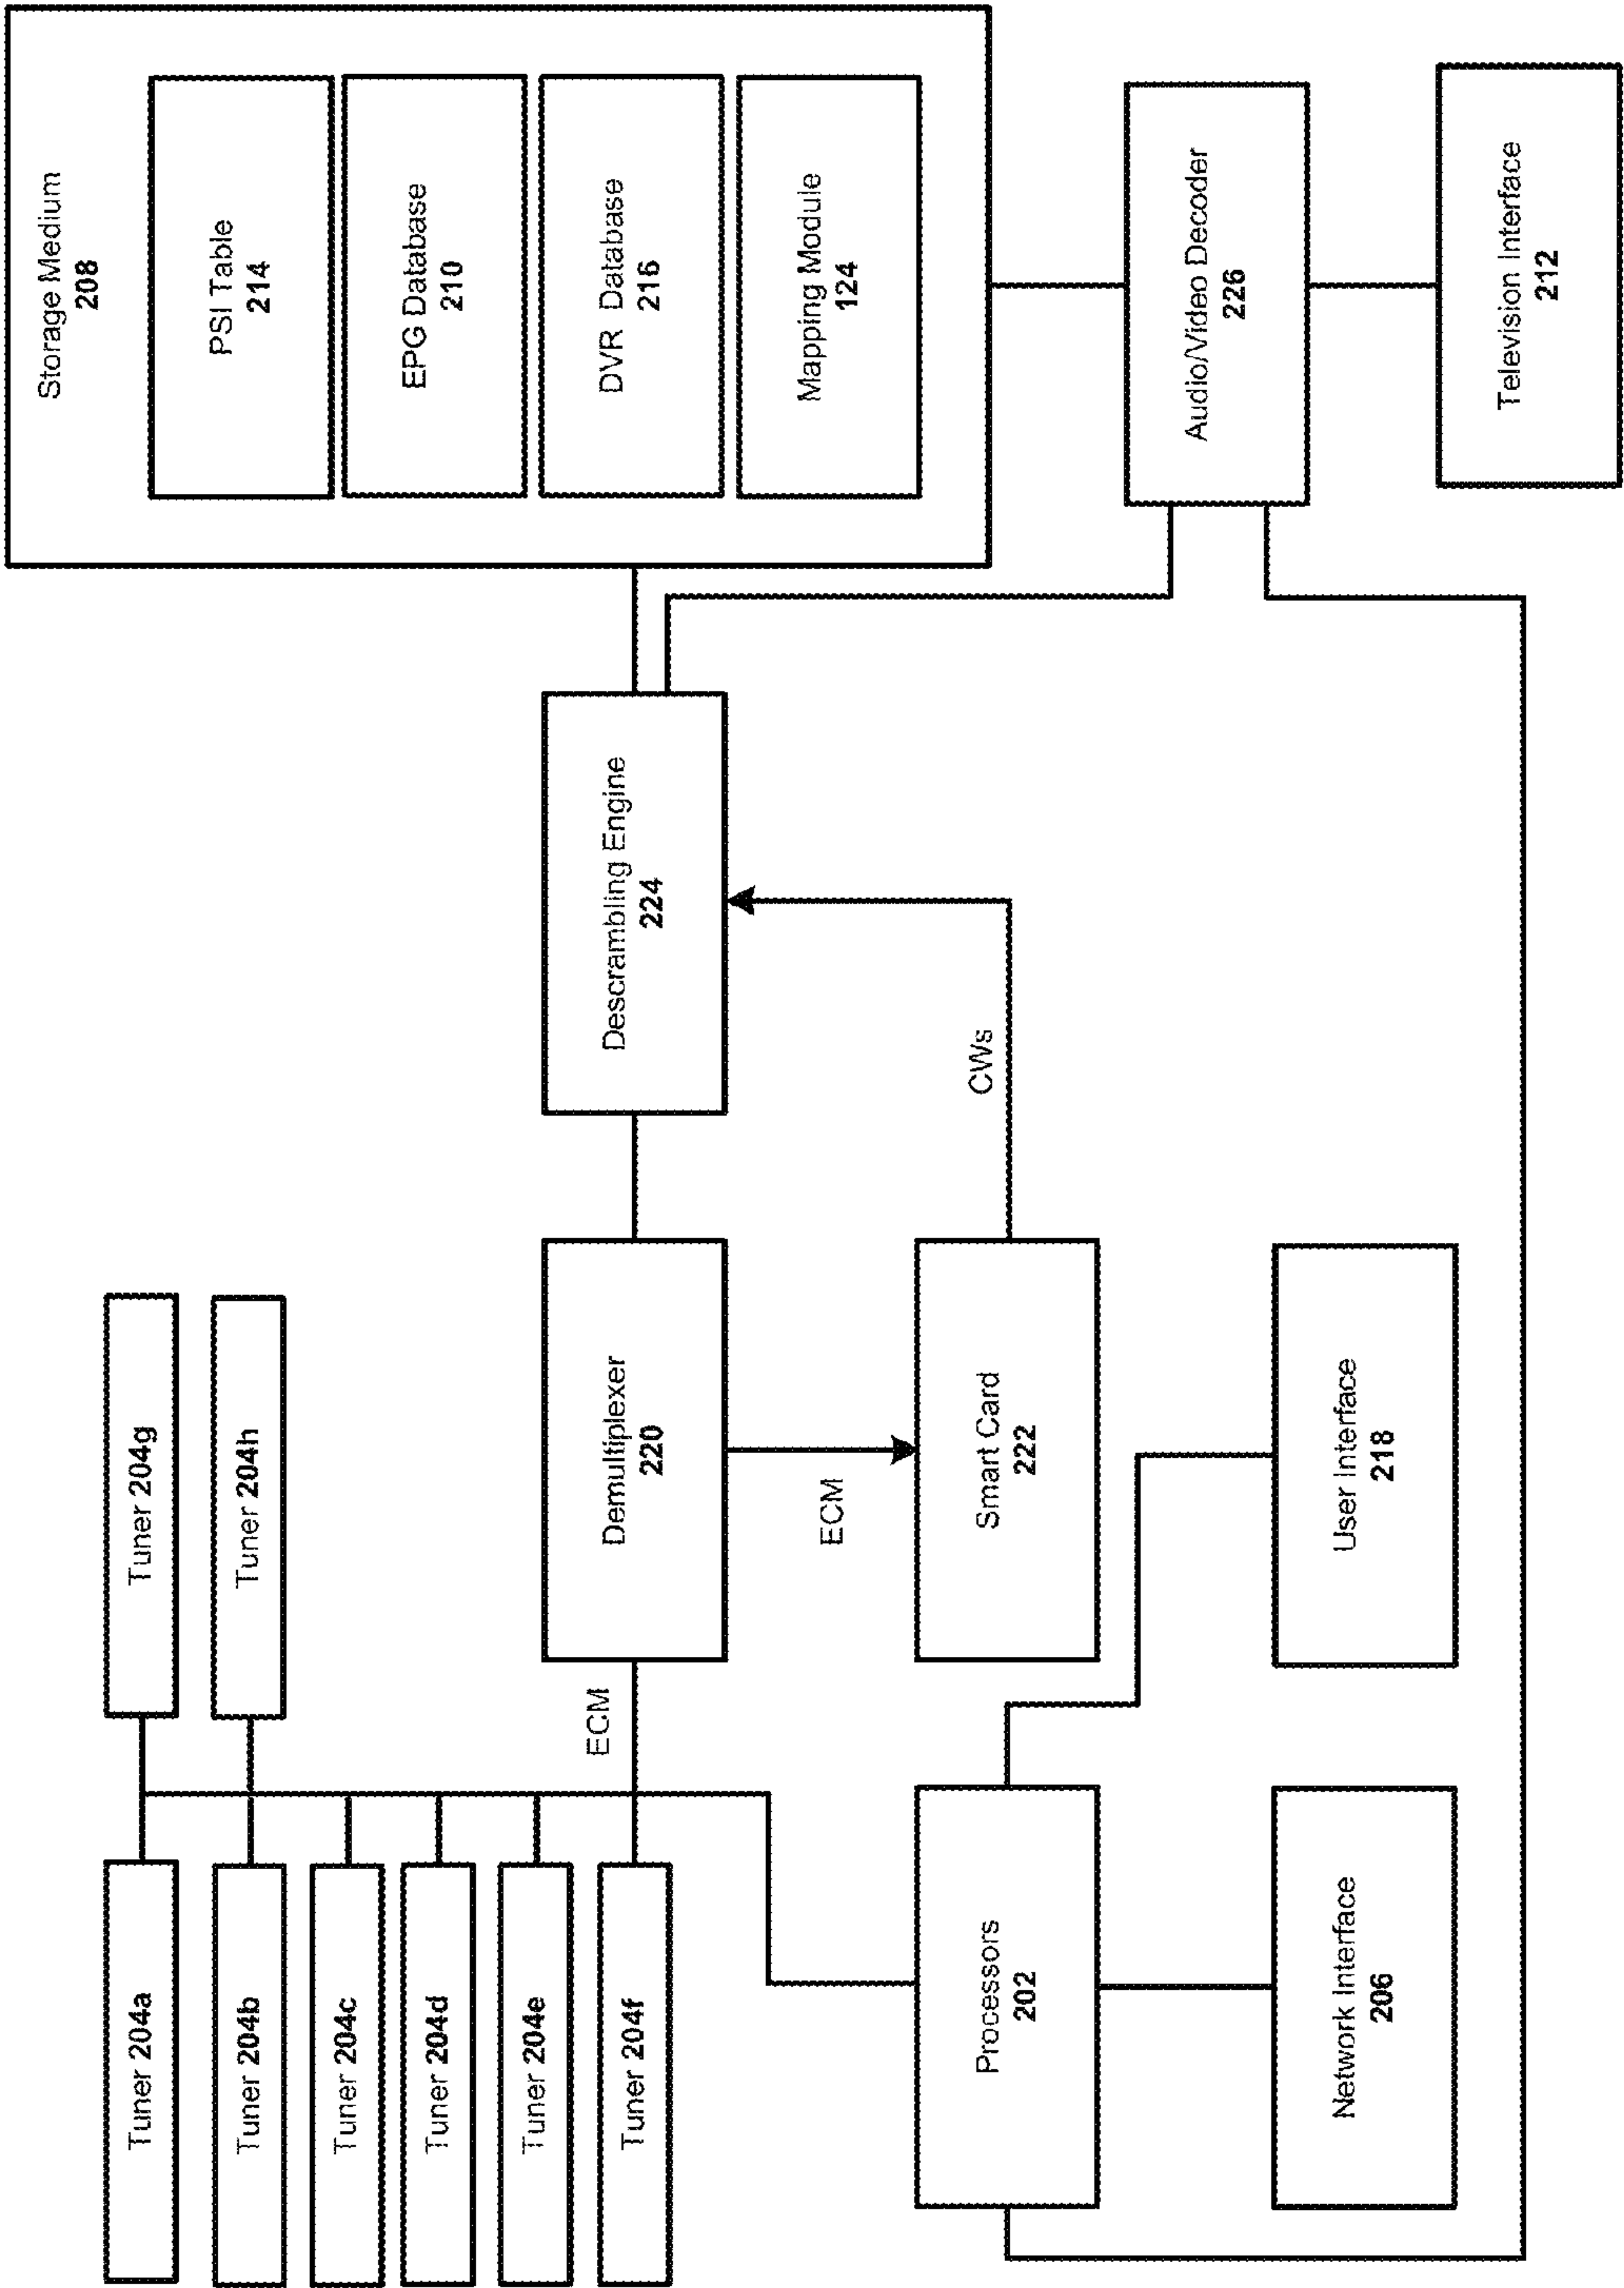 Tuner 204a
Tuner 204g
Tuner 204b
Tuner 204h
Tuner 204c
Tuner 204d
Tuner 204e
Tuner 204f
ECM
Demultiplexer
220
Descrambling Engine
224
Storage Medium
208
PSI Table
214
EPG Database
210
DVR Database
216
Mapping Module
124
ECM
CWs
Processors
202
Smart Card
222
Audio/Video Decoder
226
Network Interface
206
User Interface
218
Television Interface
212